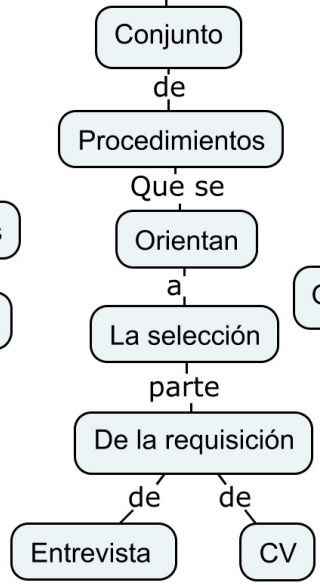 Conjunto
de
Procedimientos
Que se
Orientan
a
La selección
parte
De la requisición
de de
Entrevista CV